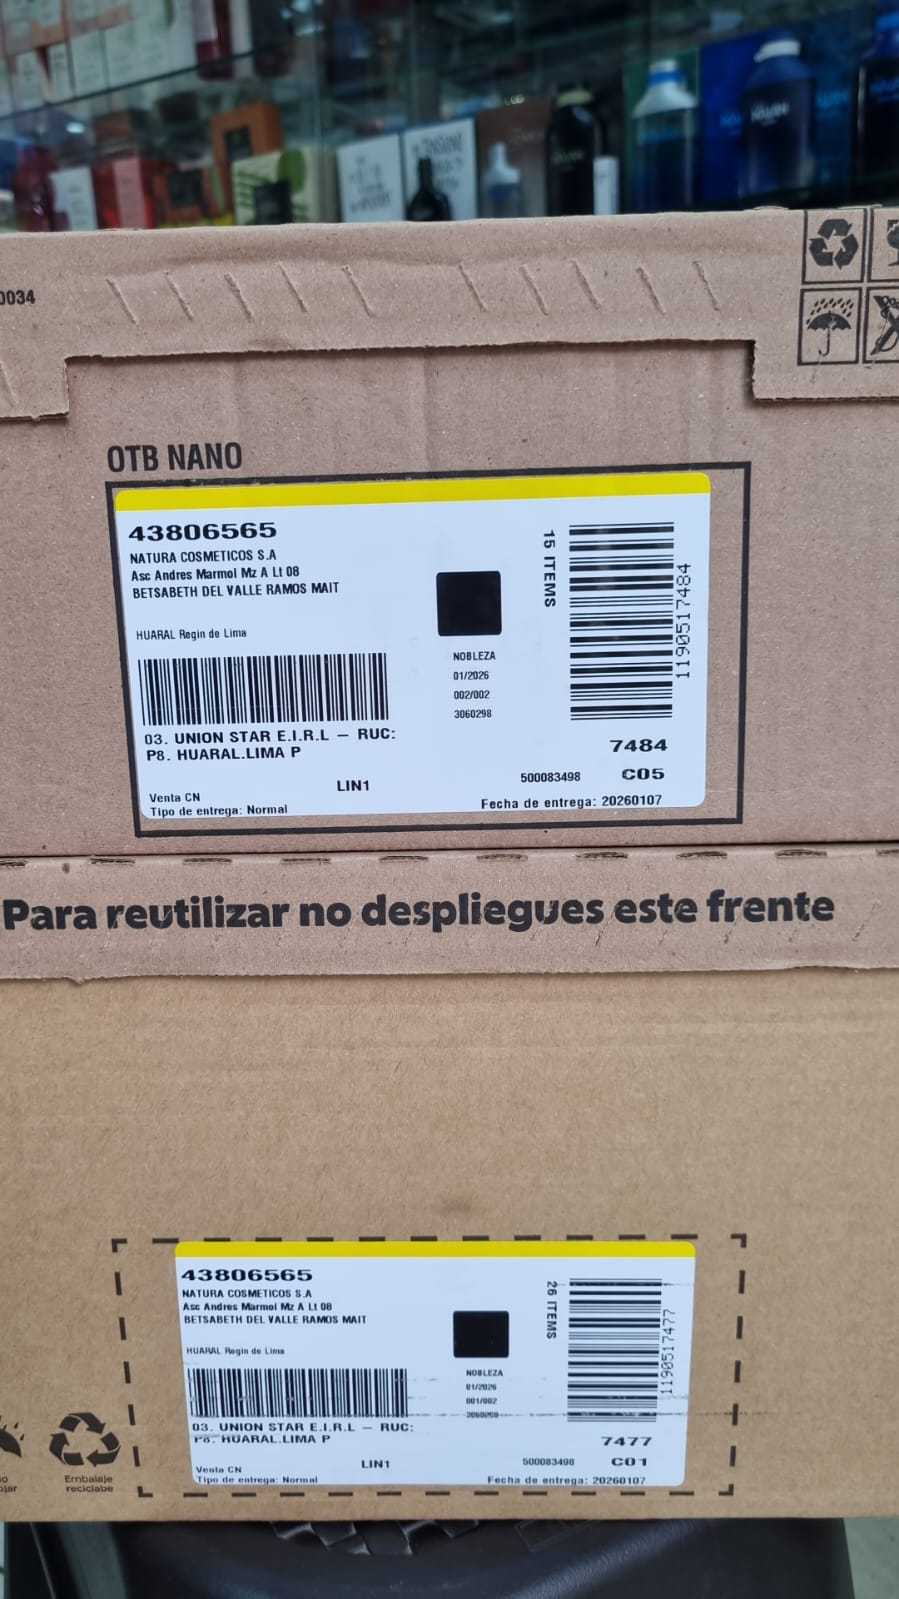 0034
OTB NANO
43806565
NATURA COSMETICOS S.A
Asc Andres Marmol Mz A Lt 08
BETSABETH DEL VALLE RAMOS MAIT
HUARAL Regin de Lima
15 ITEMS
1190517484
NOBLEZA
01/2026
002/002
3060298
03. UNION STAR E.I.R.L – RUC:
P8. HUARAL.LIMA P
7484
LIN1
500083498
C05
Venta CN
Tipo de entrega: Normal
Fecha de entrega: 20260107
Para reutilizar no despliegues este frente
43806565
NATURA COSMETICOS S.A
Asc Andres Marmol Mz A Lt 08
BETSABETH DEL VALLE RAMOS MAIT
HUARAL Regin de Lima
26 ITEMS
1190517477
NOBLEZA
01/2026
001/002
03. UNION STAR E.I.R.L – RUC:
P8. HUARAL.LIMA P
7477
LIN1
500083498
C01
Venta CN
Tipo de entrega: Normal
Fecha de entrega: 20260107
Embalaje
reciclabe